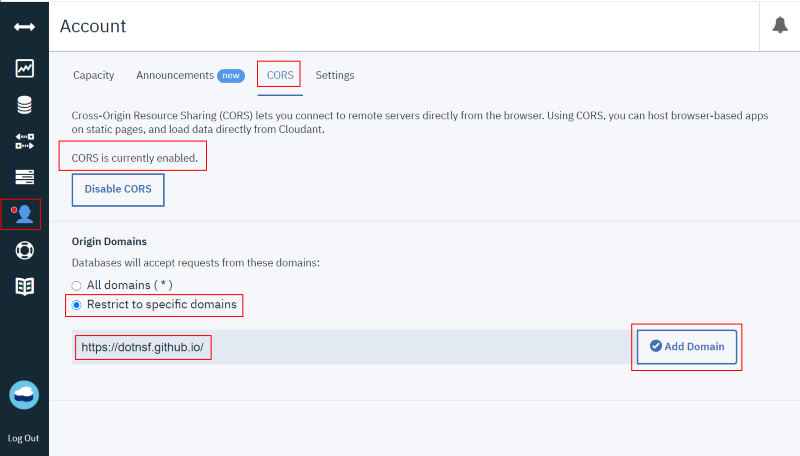 Account
Capacity Announcements new CORS Settings
Cross-Origin Resource Sharing (CORS) lets you connect to remote servers directly from the browser. Using CORS, you can host browser-based apps
on static pages, and load data directly from Cloudant.
CORS is currently enabled.
Disable CORS
Origin Domains
Databases will accept requests from these domains:
All domains ( * )
Restrict to specific domains
https://dotnsf.github.io/
Add Domain
Log Out